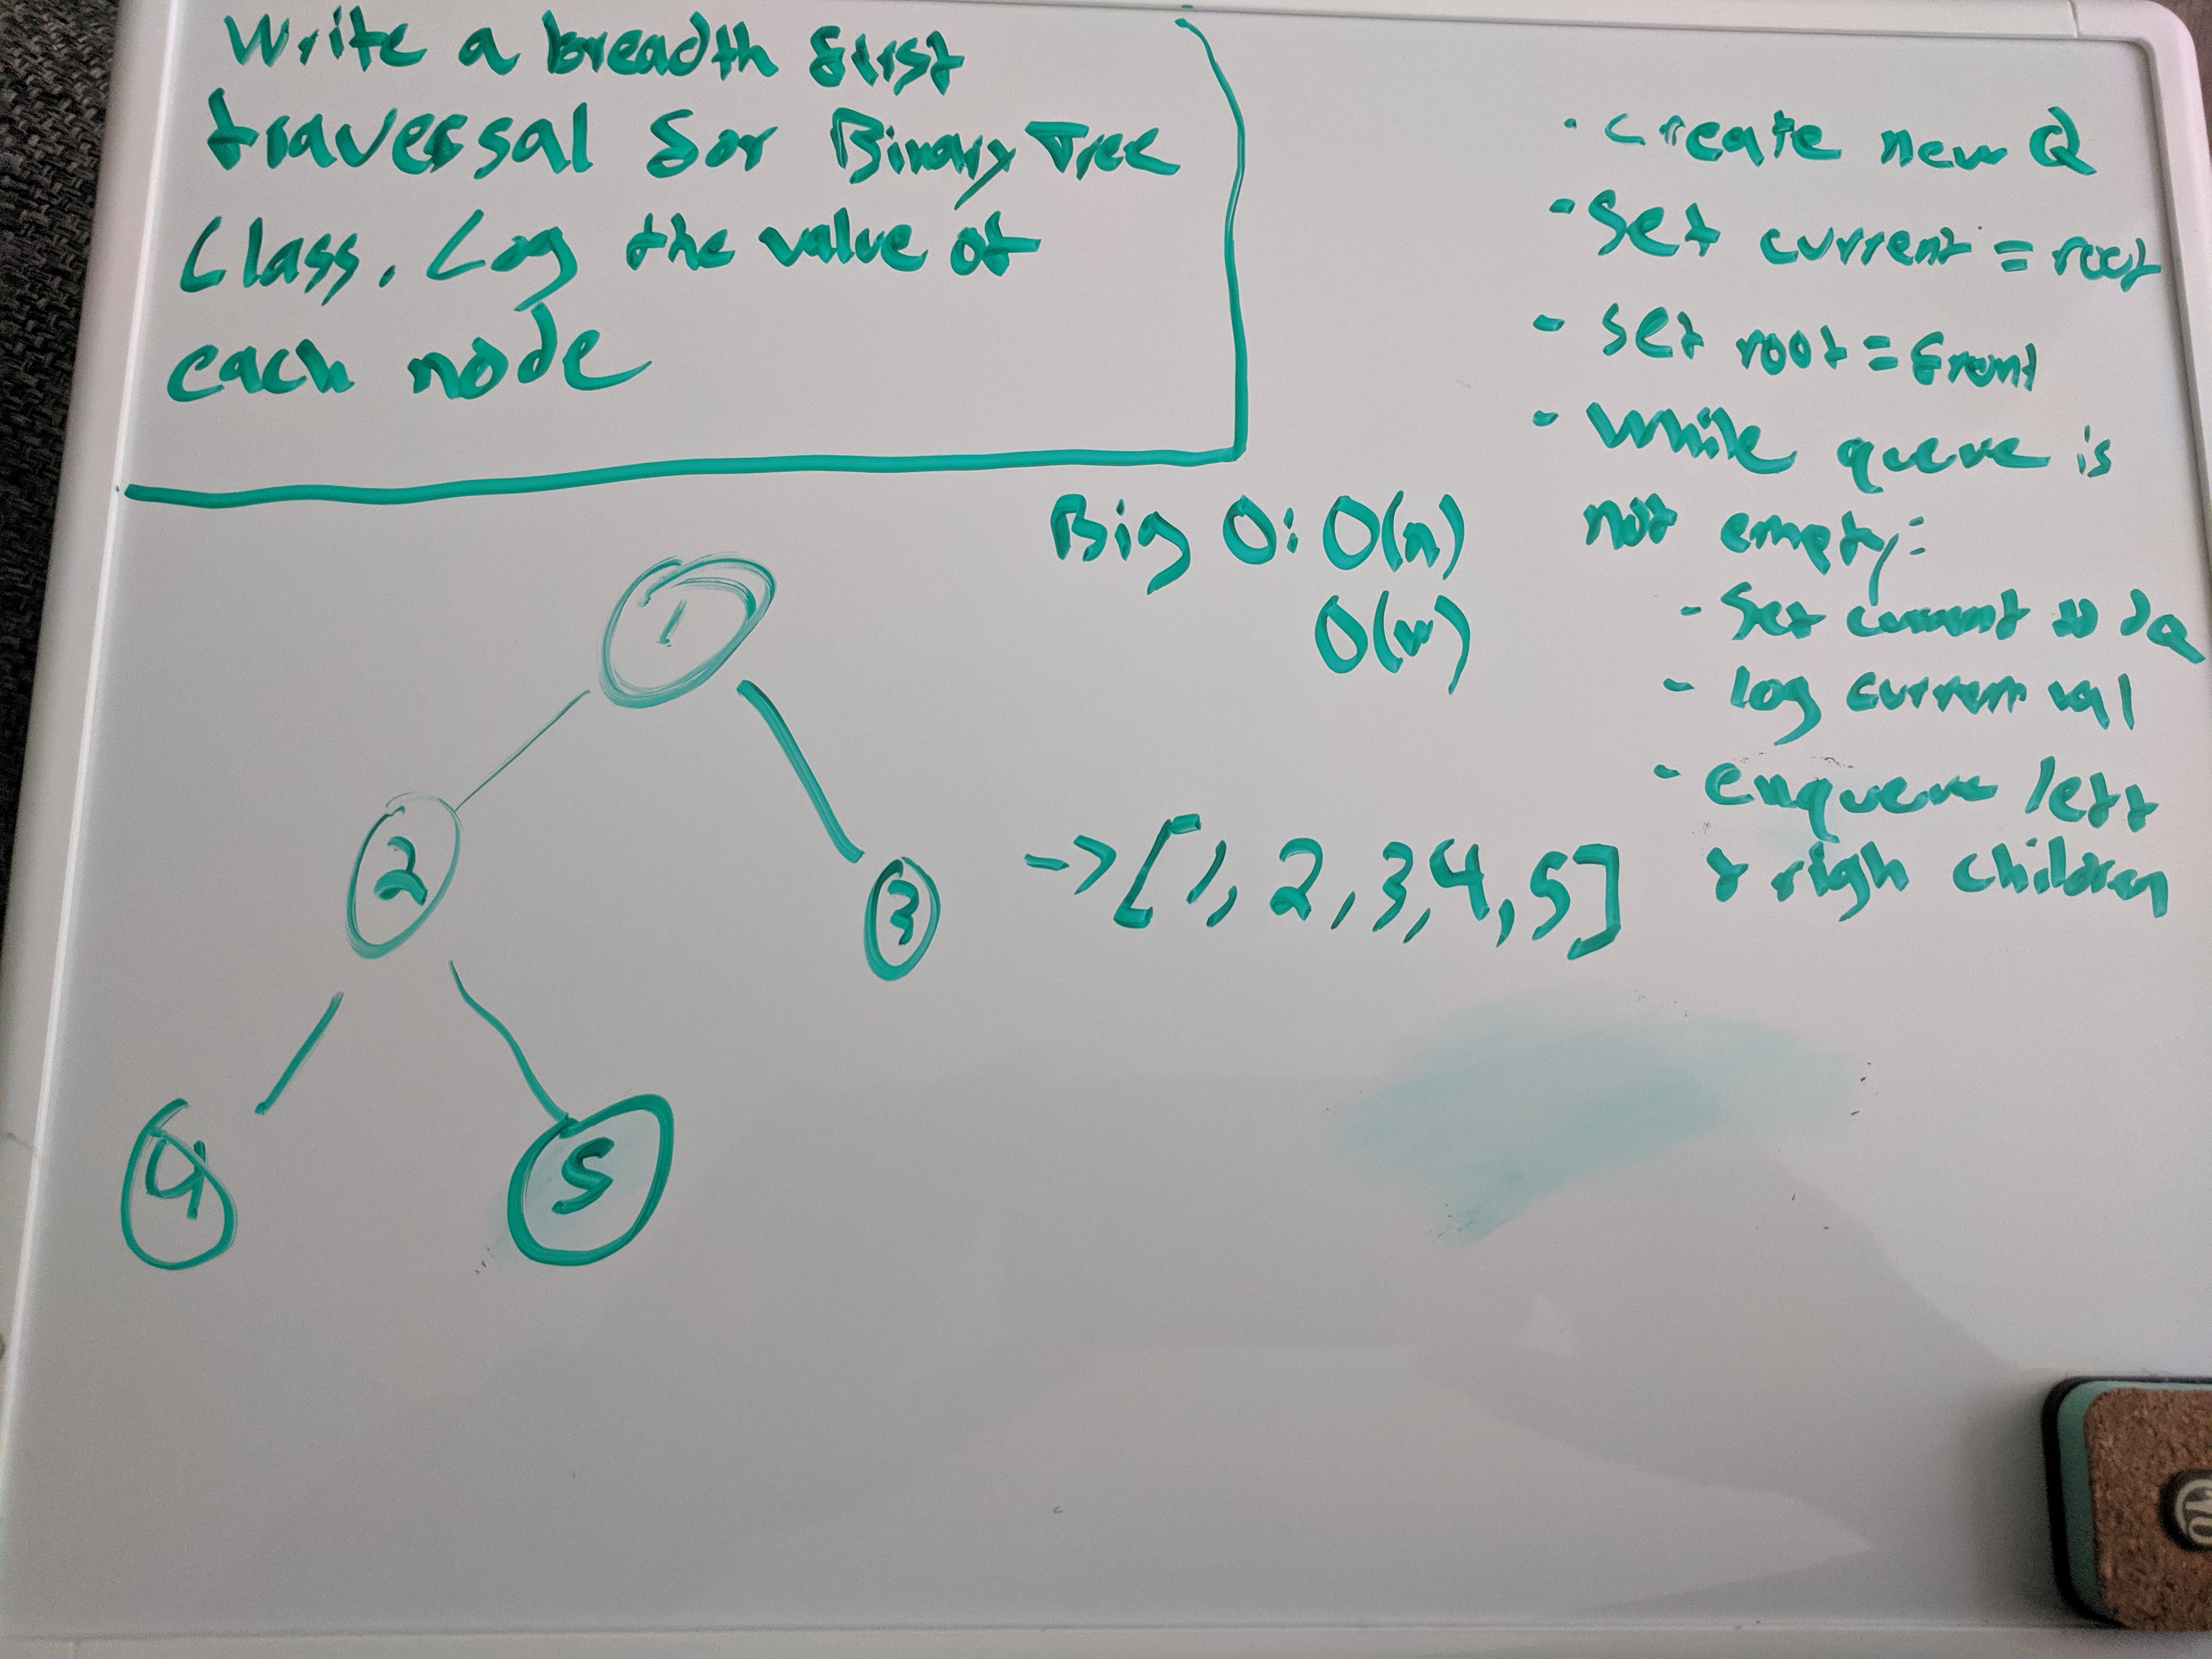 Write a breadth first
traversal for Binary Tree
Class. Log the value of
each node
- create new Q
- Set current = root
- set root = front
- while queue is
not empty:
- Set current to dQ
- log current val
- enqueue left
& righ children
Big O: O(n)
O(w)
1
2
3
4
5
-> [1, 2, 3, 4, 5]